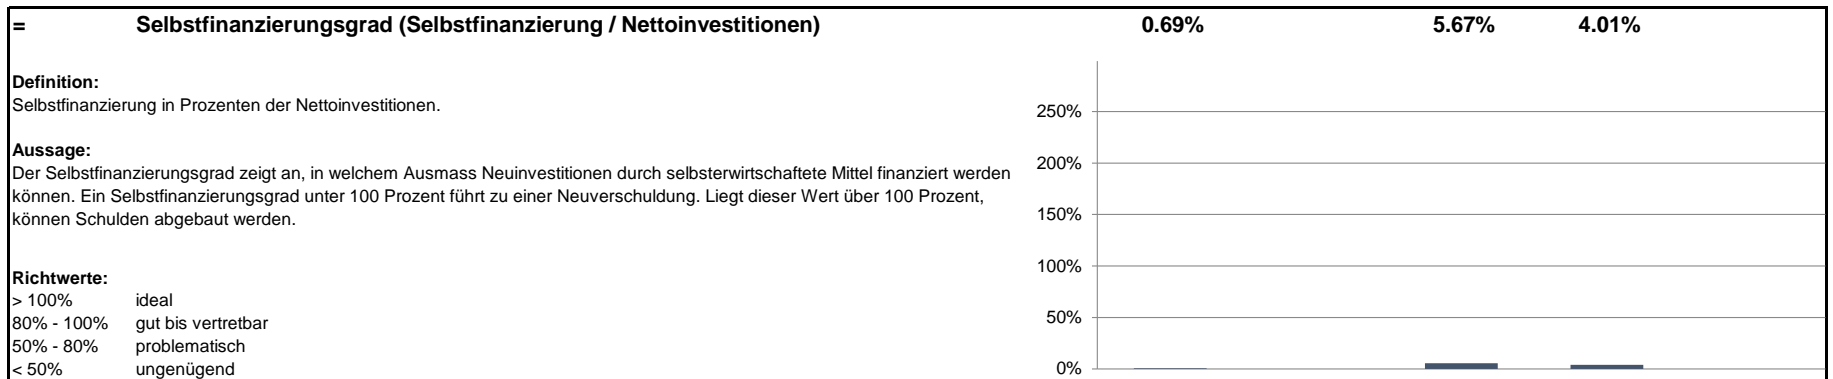 = Selbstfinanzierungsgrad (Selbstfinanzierung / Nettoinvestitionen) 0.69% 5.67% 4.01%
Definition:
Selbstfinanzierung in Prozenten der Nettoinvestitionen.
Aussage:
Der Selbstfinanzierungsgrad zeigt an, in welchem Ausmass Neuinvestitionen durch selbsterwirtschaftete Mittel finanziert werden
können. Ein Selbstfinanzierungsgrad unter 100 Prozent führt zu einer Neuverschuldung. Liegt dieser Wert über 100 Prozent,
können Schulden abgebaut werden.
Richtwerte:
> 100% ideal
80% - 100% gut bis vertretbar
50% - 80% problematisch
< 50% ungenügend
250%
200%
150%
100%
50%
0%